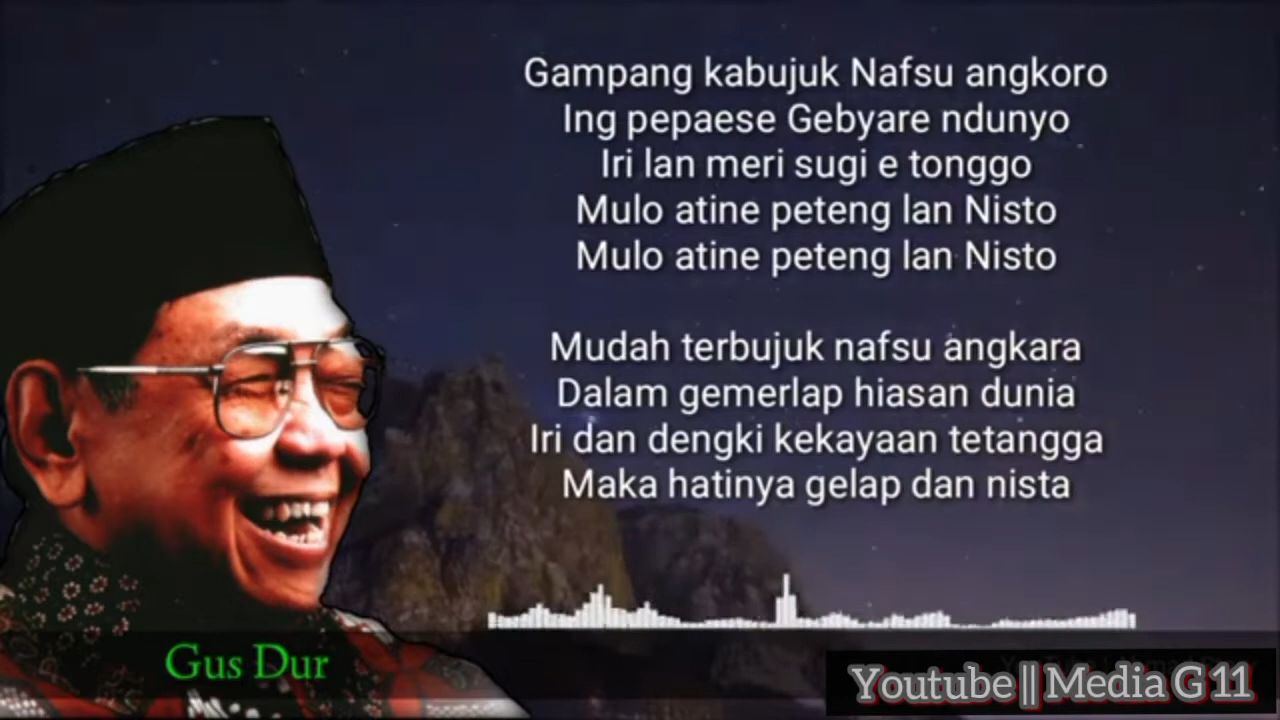 Gampang kabujuk Nafsu angkoro
Ing pepaese Gebyare ndunyo
Iri lan meri sugi e tonggo
Mulo atine peteng lan Nisto
Mulo atine peteng lan Nisto
Mudah terbujuk nafsu angkara
Dalam gemerlap hiasan dunia
Iri dan dengki kekayaan tetangga
Maka hatinya gelap dan nista
Gus Dur
Youtube || Media G 11